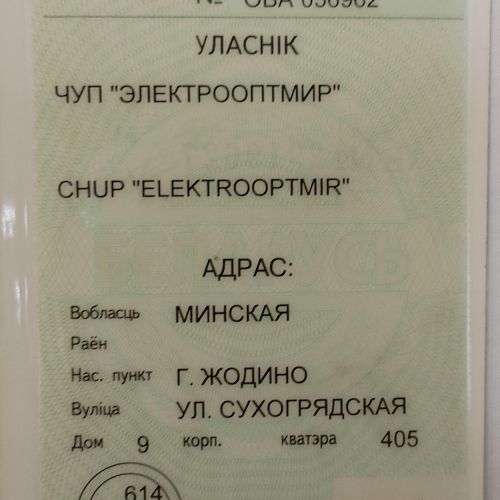 УЛАСНІК
ЧУП "ЭЛЕКТРООПТМИР"
CHUP "ELEKTROOPTMIR"
БЕЛАРУСЬ
АДРАС:
Вобласць МИНСКАЯ
Раён
Нас. пункт Г. ЖОДИНО
Вуліца УЛ. СУХОГРЯДСКАЯ
Дом 9 корп. кватэра 405
614